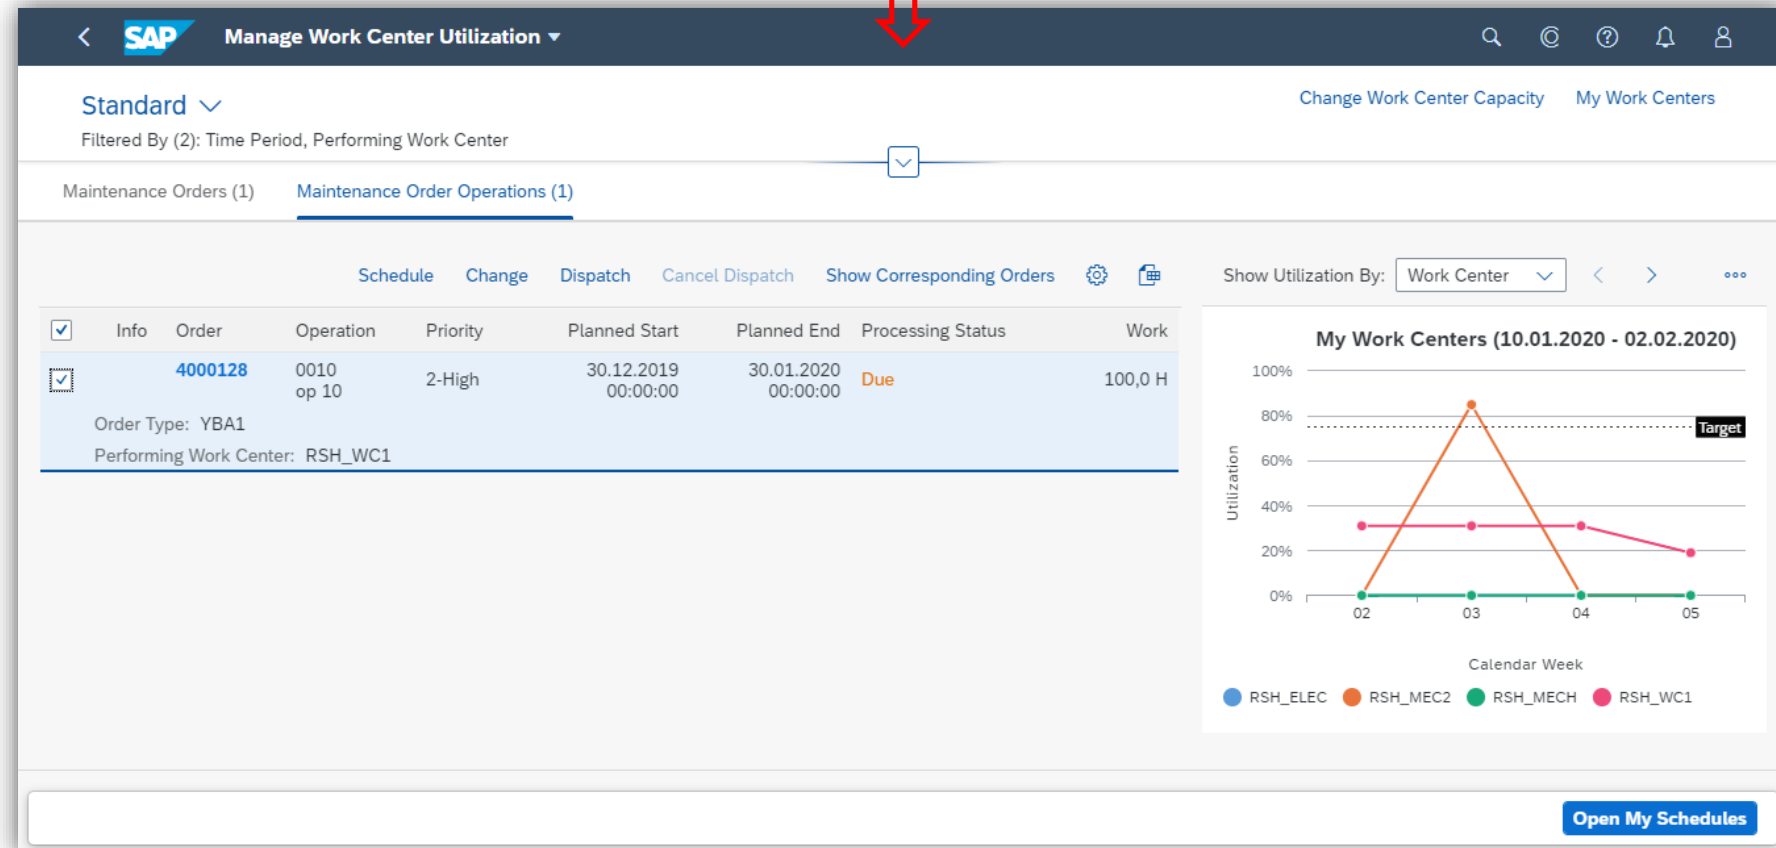 SAP Manage Work Center Utilization
Standard
Change Work Center Capacity My Work Centers
Filtered By (2): Time Period, Performing Work Center
Maintenance Orders (1) Maintenance Order Operations (1)
Schedule Change Dispatch Cancel Dispatch Show Corresponding Orders
Info Order Operation Priority Planned Start Planned End Processing Status Work
4000128 0010 2-High 30.12.2019 30.01.2020 Due 100,0 H
op 10 00:00:00 00:00:00
Order Type: YBA1
Performing Work Center: RSH_WC1
Show Utilization By: Work Center
My Work Centers (10.01.2020 - 02.02.2020)
100%
80%
Target
60%
40%
20%
0%
Utilization
02 03 04 05
Calendar Week
RSH_ELEC RSH_MEC2 RSH_MECH RSH_WC1
Open My Schedules